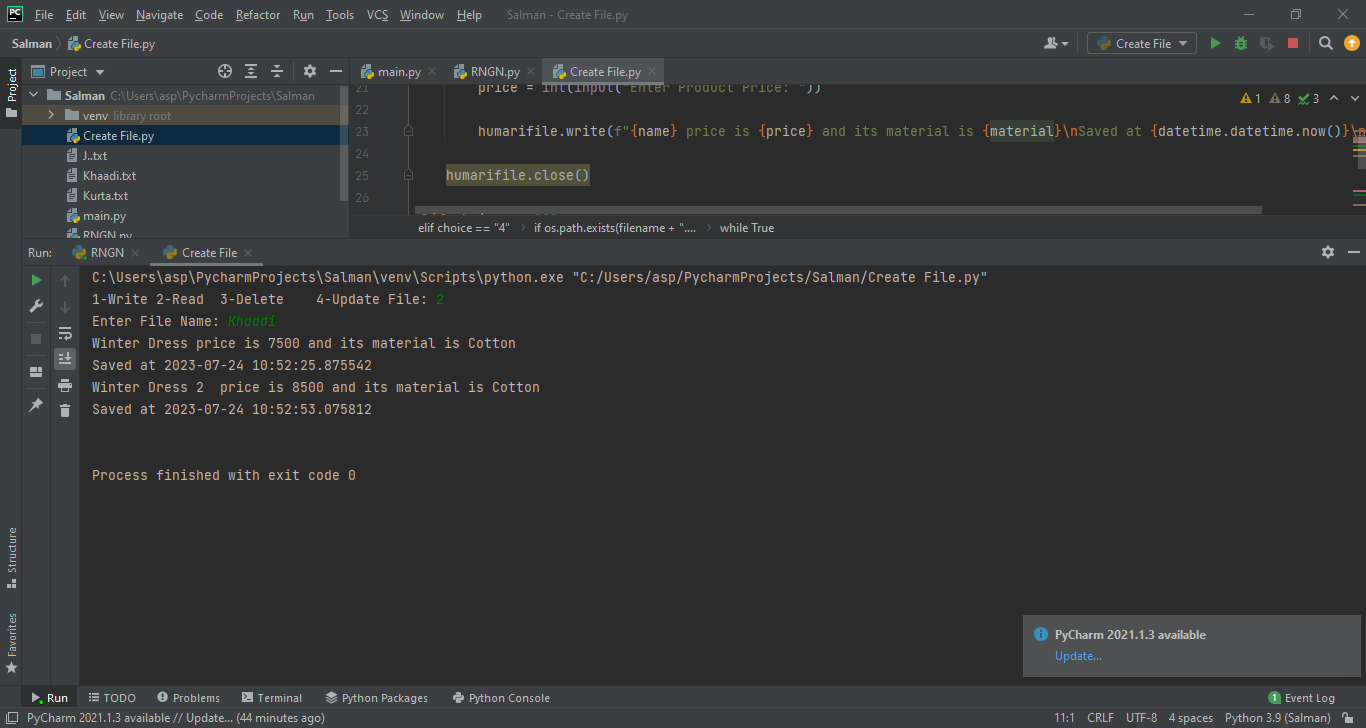 PC File Edit View Navigate Code Refactor Run Tools VCS Window Help Salman - Create File.py
Salman Create File.py Create File
Project Project main.py RNGN.py Create File.py
Salman C:\Users\asp\PycharmProjects\Salman
venv library root
Create File.py
J..txt
Khaadi.txt
Kurta.txt
main.py
RNGN.py
21 price = int(input("Enter Product Price: "))
1 8 3
22
23 humarifile.write(f"{name} price is {price} and its material is {material}\nSaved at {datetime.datetime.now()}\n
24
25 humarifile.close()
26
elif choice == "4" if os.path.exists(filename + ".... while True
Run: RNGN Create File
C:\Users\asp\PycharmProjects\Salman\venv\Scripts\python.exe "C:/Users/asp/PycharmProjects/Salman/Create File.py"
1-Write 2-Read 3-Delete 4-Update File: 2
Enter File Name: Khaadi
Winter Dress price is 7500 and its material is Cotton
Saved at 2023-07-24 10:52:25.875542
Winter Dress 2 price is 8500 and its material is Cotton
Saved at 2023-07-24 10:52:53.075812
Process finished with exit code 0
Structure
Favorites
PyCharm 2021.1.3 available
Update...
Run TODO Problems Terminal Python Packages Python Console 1 Event Log
PyCharm 2021.1.3 available // Update... (44 minutes ago) 11:1 CRLF UTF-8 4 spaces Python 3.9 (Salman)